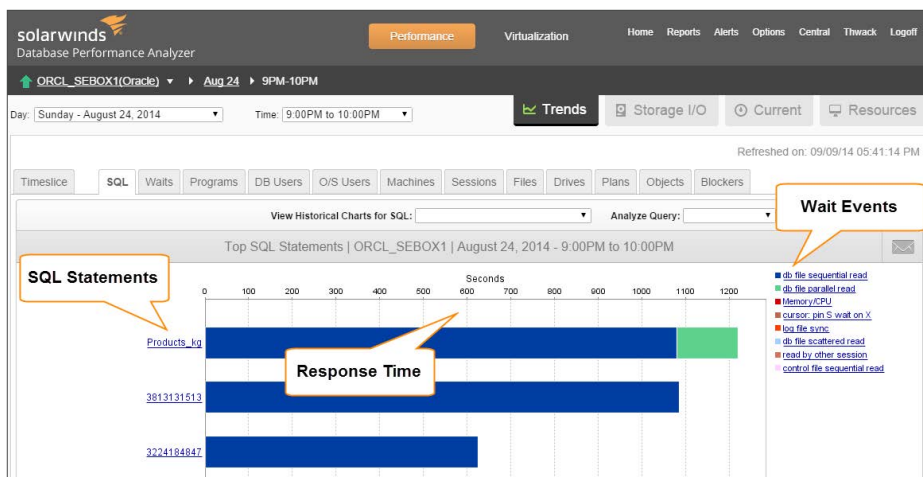 solarwinds
Database Performance Analyzer
Performance
Virtualization
Home Reports Alerts Options Central Thwack Logoff
ORCL_SEBOX1(Oracle) Aug 24 9PM-10PM
Day: Sunday - August 24, 2014
Time: 9:00PM to 10:00PM
Trends
Storage I/O
Current
Resources
Refreshed on: 09/09/14 05:41:14 PM
Timeslice SQL Waits Programs DB Users O/S Users Machines Sessions Files Drives Plans Objects Blockers
View Historical Charts for SQL:
Analyze Query:
Wait Events
Top SQL Statements | ORCL_SEBOX1 | August 24, 2014 - 9:00PM to 10:00PM
SQL Statements
Seconds
0 100 200 300 400 500 600 700 800 900 1000 1100 1200
db file sequential read
db file parallel read
Memory/CPU
cursor: pin S wait on X
log file sync
db file scattered read
read by other session
control file sequential read
Products_kg
Response Time
3813131513
3224184847